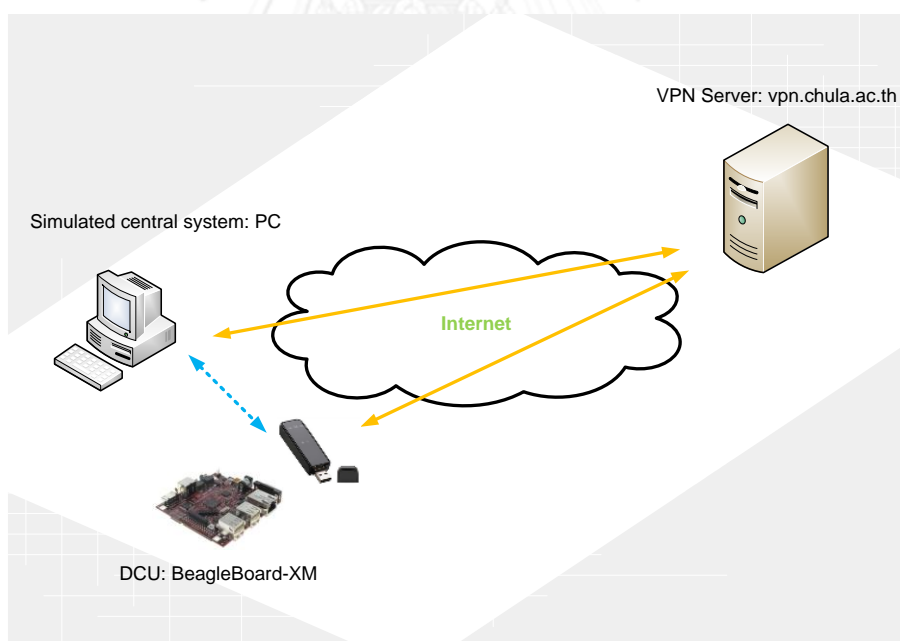 VPN Server: vpn.chula.ac.th
Simulated central system: PC
Internet
DCU: BeagleBoard-XM